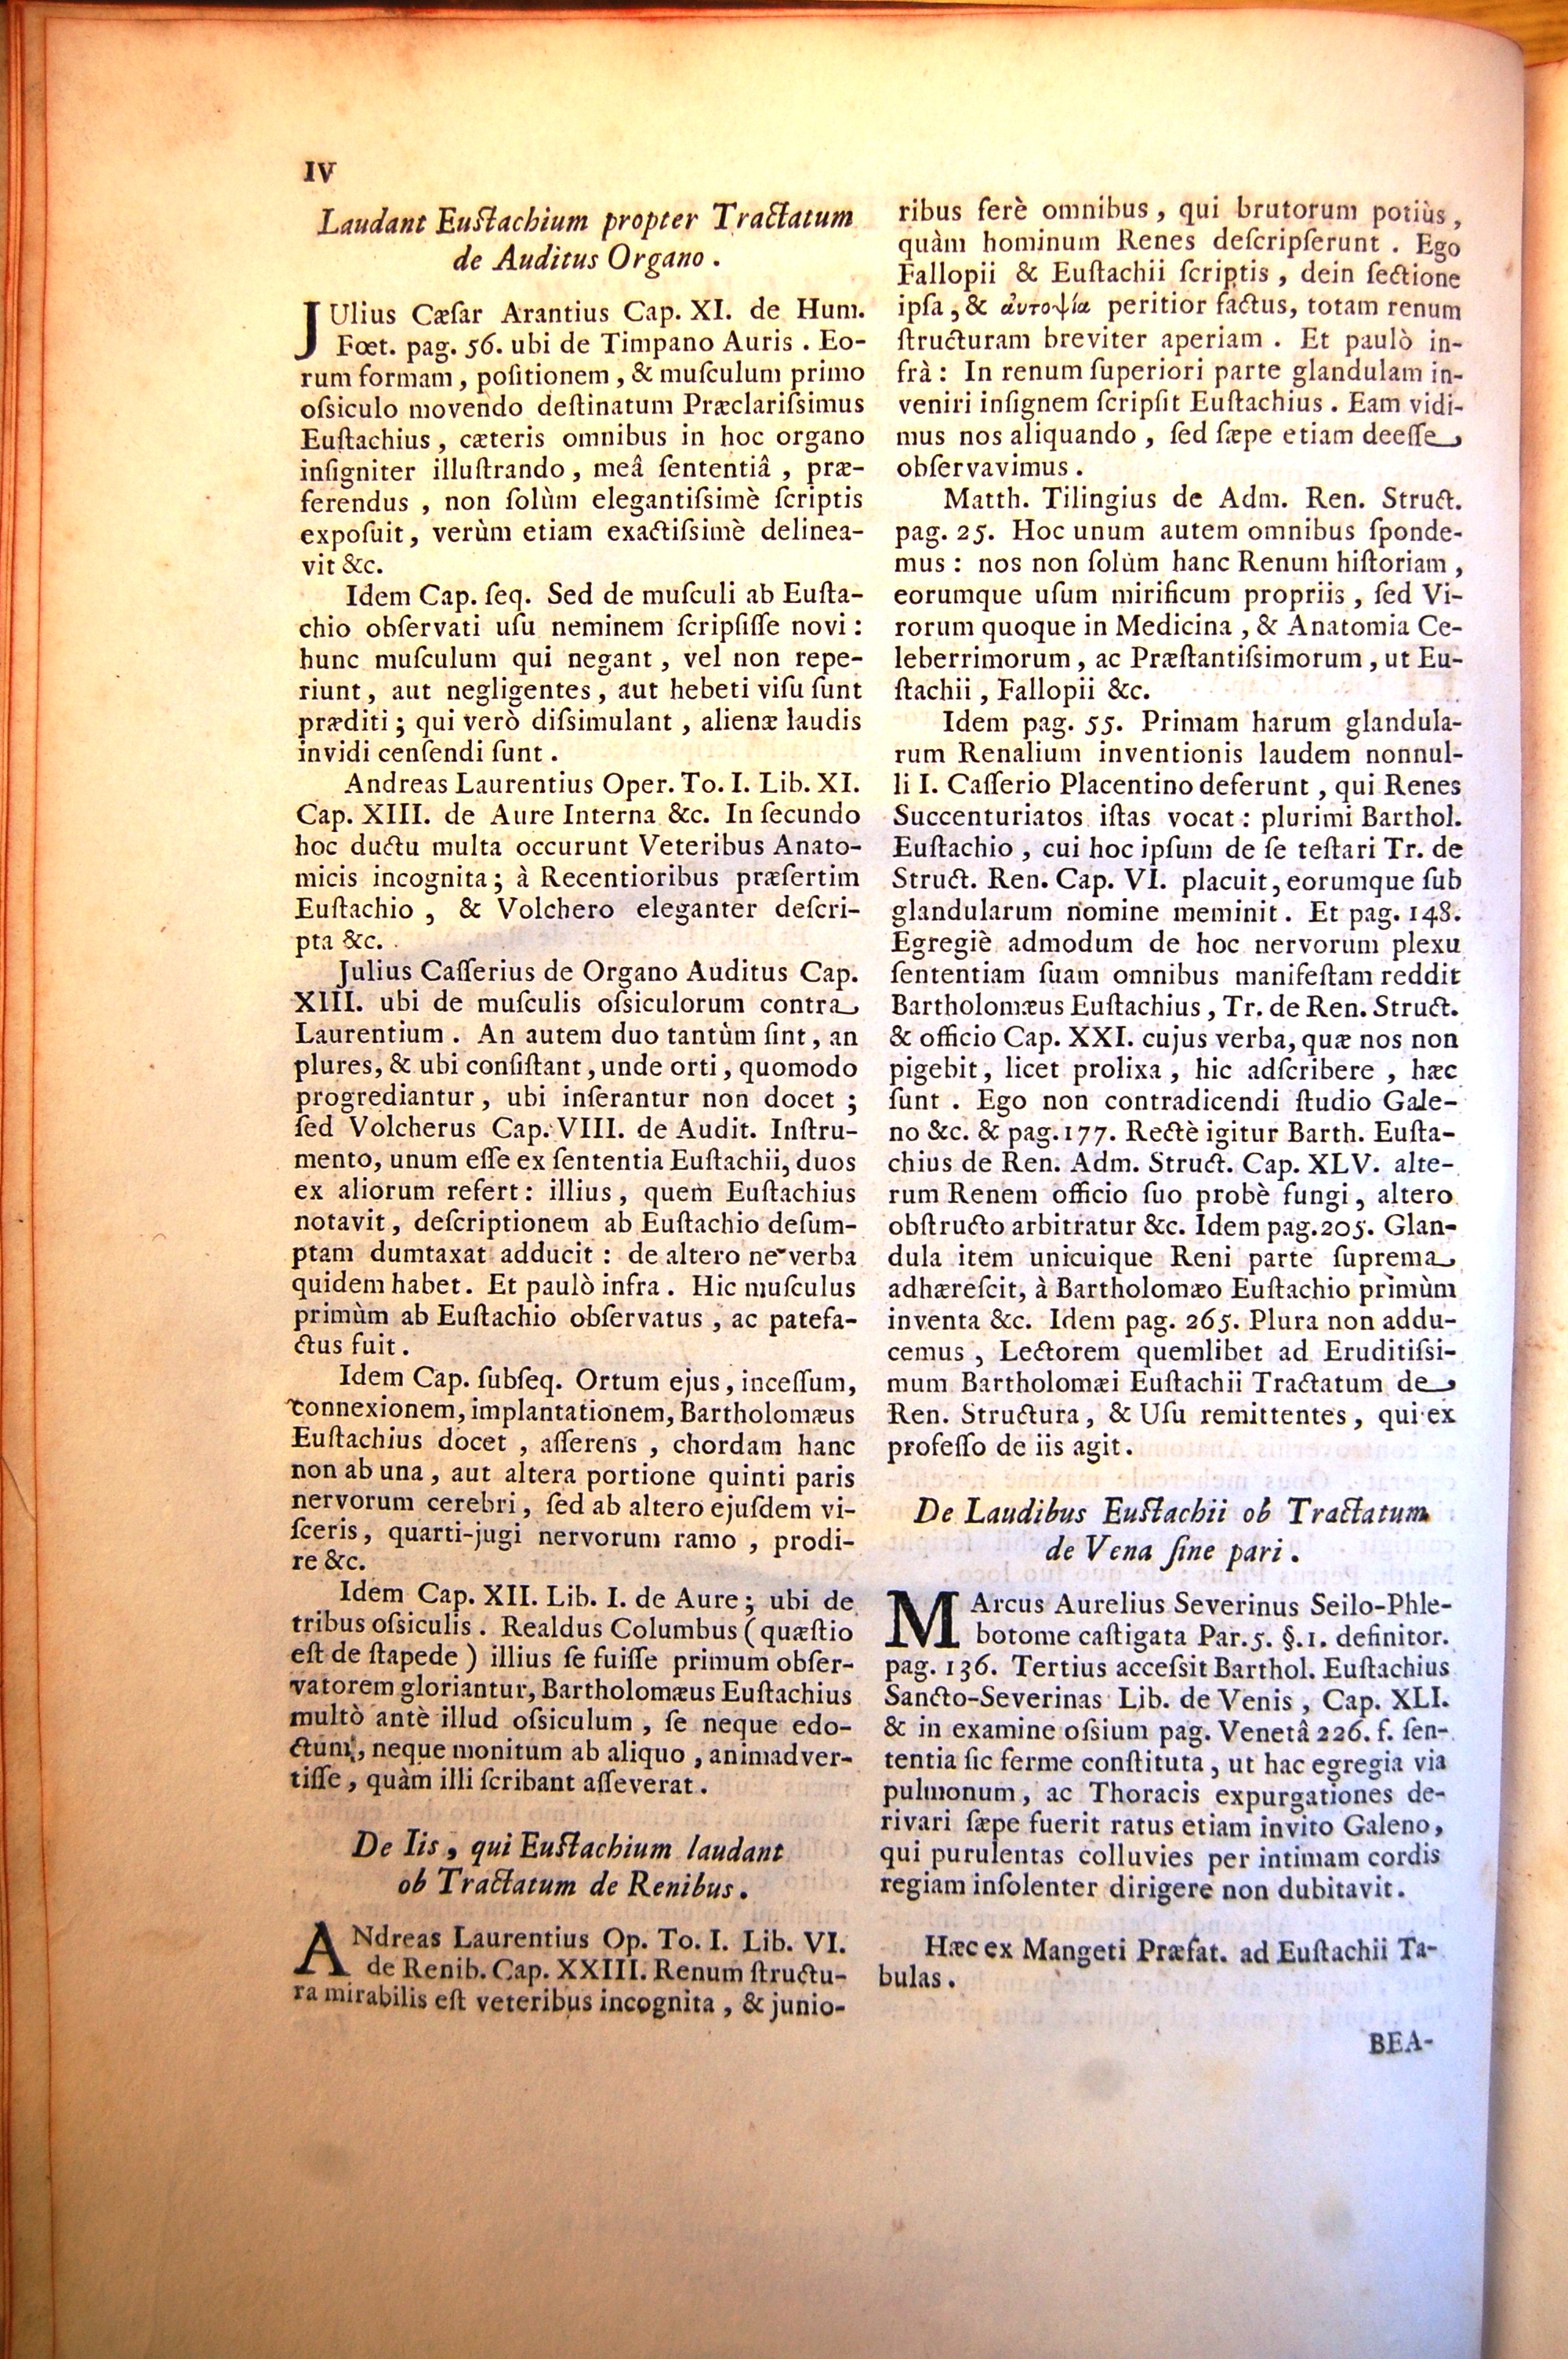 IV
Laudant Eustachium propter Tractatum
de Auditus Organo .
JUlius Cæſar Arantius Cap. XI. de Hum.
Fœt. pag. 56. ubi de Timpano Auris . Eo-
rum formam , poſitionem , & muſculum primo
oſsiculo movendo deſtinatum Præclariſsimus
Euſtachius , cæteris omnibus in hoc organo
inſigniter illuſtrando , meâ ſententiâ , præ-
ferendus , non ſolùm elegantiſsimè ſcriptis
expoſuit , verùm etiam exactiſsimè delinea-
vit &c.
Idem Cap. ſeq. Sed de muſculi ab Euſta-
chio obſervati uſu neminem ſcripſiſſe novi :
hunc muſculum qui negant , vel non repe-
riunt , aut negligentes , aut hebeti viſu ſunt
præditi ; qui verò diſsimulant , alienæ laudis
invidi cenſendi ſunt .
Andreas Laurentius Oper. To. I. Lib. XI.
Cap. XIII. de Aure Interna &c. In ſecundo
hoc ductu multa occurunt Veteribus Anato-
micis incognita ; à Recentioribus præſertim
Euſtachio , & Volchero eleganter deſcri-
pta &c.
Julius Caſſerius de Organo Auditus Cap.
XIII. ubi de muſculis oſsiculorum contra
Laurentium . An autem duo tantùm ſint , an
plures, & ubi conſiſtant , unde orti , quomodo
progrediantur , ubi inſerantur non docet ;
ſed Volcherus Cap. VIII. de Audit. Inſtru-
mento, unum eſſe ex ſententia Euſtachii, duos
ex aliorum refert : illius , quem Euſtachius
notavit , deſcriptionem ab Euſtachio deſum-
ptam dumtaxat adducit : de altero ne verba
quidem habet . Et paulò infra . Hic muſculus
primùm ab Euſtachio obſervatus , ac patefa-
ctus fuit .
Idem Cap. ſubſeq. Ortum ejus , inceſſum,
connexionem, implantationem, Bartholomæus
Euſtachius docet , aſſerens , chordam hanc
non ab una , aut altera portione quinti paris
nervorum cerebri , ſed ab altero ejuſdem vi-
ſceris , quarti-jugi nervorum ramo , prodi-
re &c.
Idem Cap. XII. Lib. I. de Aure ; ubi de
tribus oſsiculis . Realdus Columbus ( quæſtio
eſt de ſtapede ) illius ſe fuiſſe primum obſer-
vatorem gloriantur, Bartholomæus Euſtachius
multò antè illud oſsiculum , ſe neque edo-
ctum , neque monitum ab aliquo , animadver-
tiſſe , quàm illi ſcribant aſſeverat .
De Iis , qui Eustachium laudant
ob Tractatum de Renibus .
ANdreas Laurentius Op. To. I. Lib. VI.
de Renib. Cap. XXIII. Renum ſtructu-
ra mirabilis eſt veteribus incognita , & junio-
ribus ferè omnibus , qui brutorum potiùs ,
quàm hominum Renes deſcripſerunt . Ego
Fallopii & Euſtachii ſcriptis , dein ſectione
ipſa , & ἀυτοψία peritior factus, totam renum
ſtructuram breviter aperiam . Et paulò in-
frà : In renum ſuperiori parte glandulam in-
veniri inſignem ſcripſit Euſtachius . Eam vidi-
mus nos aliquando , ſed ſæpe etiam deeſſe
obſervavimus .
Matth. Tilingius de Adm. Ren. Struct.
pag. 25. Hoc unum autem omnibus ſponde-
mus : nos non ſolùm hanc Renum hiſtoriam ,
eorumque uſum mirificum propriis , ſed Vi-
rorum quoque in Medicina , & Anatomia Ce-
leberrimorum , ac Præſtantiſsimorum , ut Eu-
ſtachii , Fallopii &c.
Idem pag. 55. Primam harum glandula-
rum Renalium inventionis laudem nonnul-
li I. Caſſerio Placentino deferunt , qui Renes
Succenturiatos iſtas vocat : plurimi Barthol.
Euſtachio , cui hoc ipſum de ſe teſtari Tr. de
Struct. Ren. Cap. VI. placuit, eorumque ſub
glandularum nomine meminit . Et pag. 148.
Egregiè admodum de hoc nervorum plexu
ſententiam ſuam omnibus manifeſtam reddit
Bartholomæus Euſtachius , Tr. de Ren. Struct.
& officio Cap. XXI. cujus verba, quæ nos non
pigebit , licet prolixa , hic adſcribere , hæc
ſunt . Ego non contradicendi ſtudio Gale-
no &c. & pag. 177. Rectè igitur Barth. Euſta-
chius de Ren. Adm. Struct. Cap. XLV. alte-
rum Renem officio ſuo probè fungi , altero
obſtructo arbitratur &c. Idem pag. 205. Glan-
dula item unicuique Reni parte ſuprema
adhæreſcit, à Bartholomæo Euſtachio primùm
inventa &c. Idem pag. 265. Plura non addu-
cemus , Lectorem quemlibet ad Eruditiſsi-
mum Bartholomæi Euſtachii Tractatum de
Ren. Structura , & Uſu remittentes , qui ex
profeſſo de iis agit .
De Laudibus Eustachii ob Tractatum
de Vena ſine pari .
MArcus Aurelius Severinus Seilo-Phle-
botome caſtigata Par. 5. §. 1. definitor.
pag. 136. Tertius acceſsit Barthol. Euſtachius
Sancto-Severinas Lib. de Venis , Cap. XLI.
& in examine oſsium pag. Venetâ 226. f. ſen-
tentia ſic ferme conſtituta , ut hac egregia via
pulmonum , ac Thoracis expurgationes de-
rivari ſæpe fuerit ratus etiam invito Galeno ,
qui purulentas colluvies per intimam cordis
regiam inſolenter dirigere non dubitavit .
Hæc ex Mangeti Præfat. ad Euſtachii Ta-
bulas .
BEA-